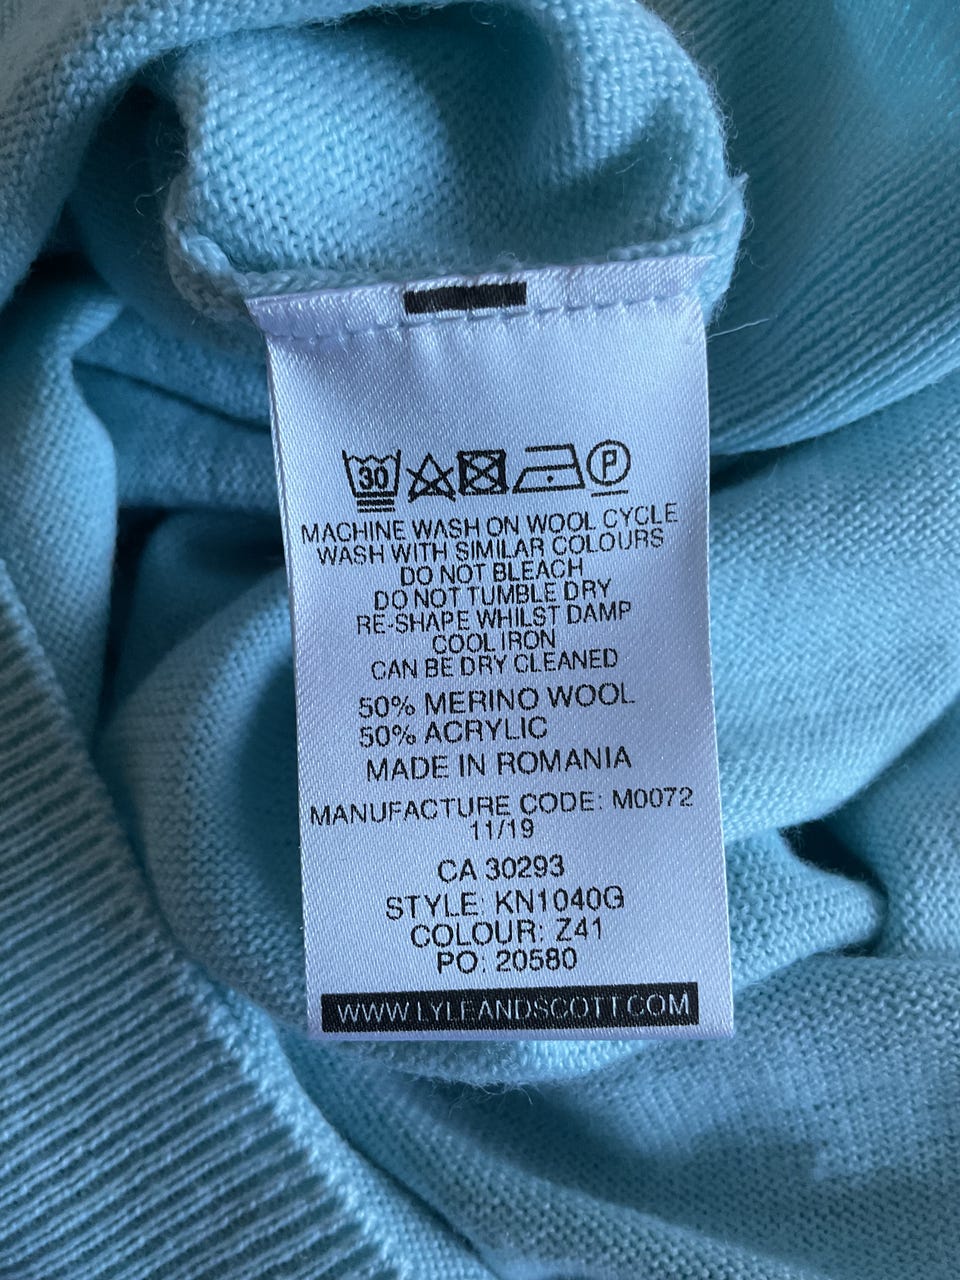 30 P
MACHINE WASH ON WOOL CYCLE
WASH WITH SIMILAR COLOURS
DO NOT BLEACH
DO NOT TUMBLE DRY
RE-SHAPE WHILST DAMP
COOL IRON
CAN BE DRY CLEANED
50% MERINO WOOL
50% ACRYLIC
MADE IN ROMANIA
MANUFACTURE CODE: M0072
11/19
CA 30293
STYLE: KN1040G
COLOUR: Z41
PO: 20580
WWW.LYLEANDSCOTT.COM